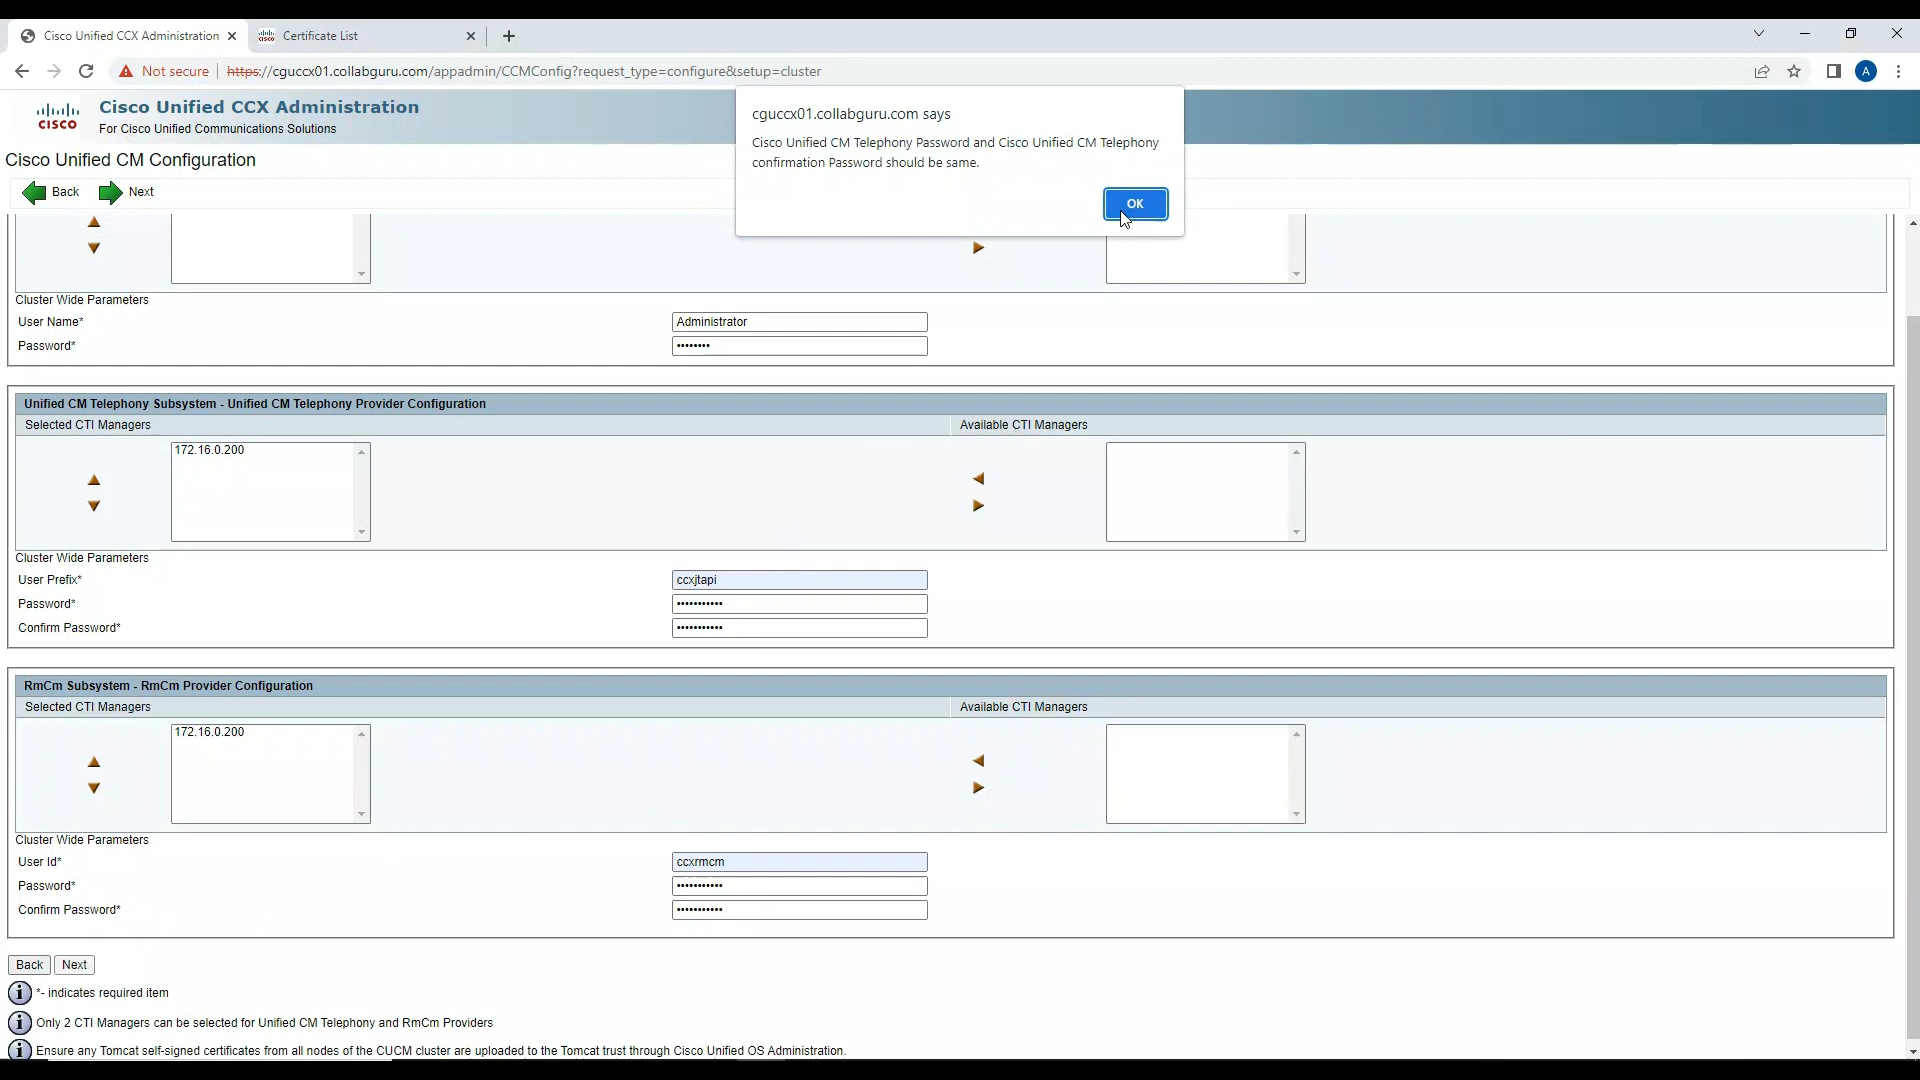 Cisco Unified CCX Administration
Certificate List
Not secure
https://cguccx01.collabguru.com/appadmin/CCMConfig?request_type=configure&setup=cluster
A
CISCO
Cisco Unified CCX Administration
For Cisco Unified Communications Solutions
cguccx01.collabguru.com says
Cisco Unified CM Telephony Password and Cisco Unified CM Telephony
confirmation Password should be same.
OK
Cisco Unified CM Configuration
Back Next
Cluster Wide Parameters
User Name* Administrator
Password* ••••••••
Unified CM Telephony Subsystem - Unified CM Telephony Provider Configuration
Selected CTI Managers Available CTI Managers
172.16.0.200
Cluster Wide Parameters
User Prefix* ccxjtapi
Password* •••••••••••
Confirm Password* •••••••••••
RmCm Subsystem - RmCm Provider Configuration
Selected CTI Managers Available CTI Managers
172.16.0.200
Cluster Wide Parameters
User Id* ccxrmcm
Password* •••••••••••
Confirm Password* •••••••••••
Back Next
*- indicates required item
Only 2 CTI Managers can be selected for Unified CM Telephony and RmCm Providers
Ensure any Tomcat self-signed certificates from all nodes of the CUCM cluster are uploaded to the Tomcat trust through Cisco Unified OS Administration.